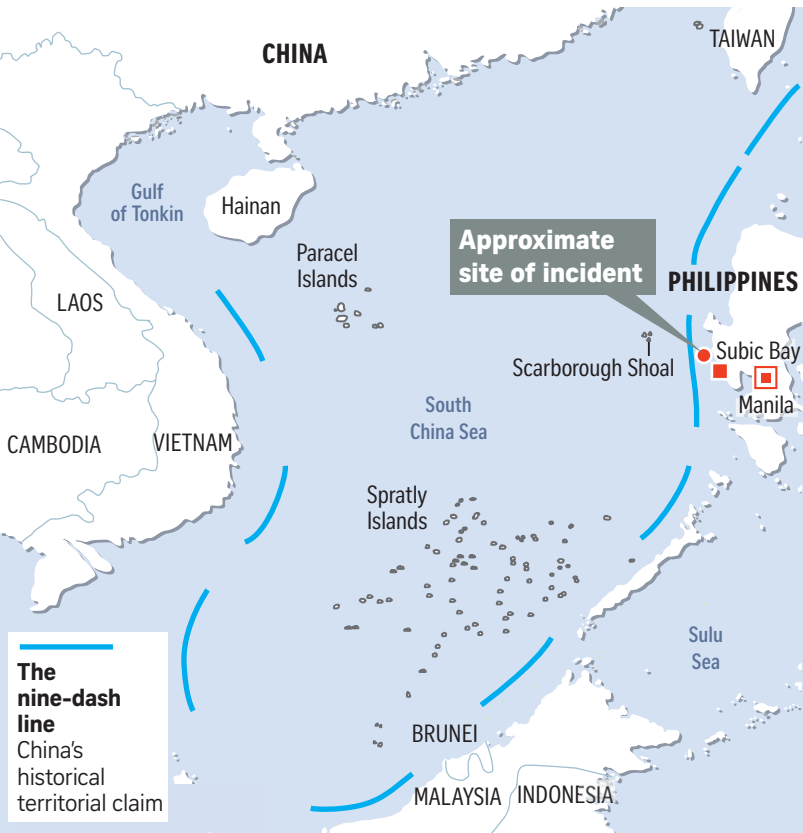 CHINA
TAIWAN
Gulf
of Tonkin
Hainan
Paracel
Islands
Approximate
site of incident
PHILIPPINES
LAOS
Scarborough Shoal
Subic Bay
Manila
South
China Sea
CAMBODIA
VIETNAM
Spratly
Islands
Sulu
Sea
The
nine-dash
line
China's
historical
territorial claim
BRUNEI
MALAYSIA
INDONESIA